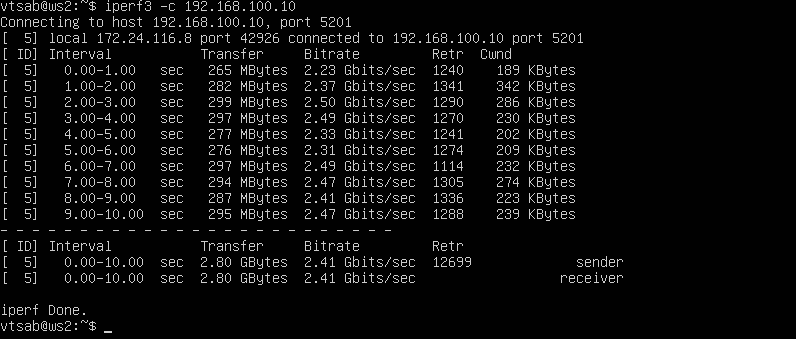 vtsab@ws2:~$ iperf3 -c 192.168.100.10
Connecting to host 192.168.100.10, port 5201
[  5] local 172.24.116.8 port 42926 connected to 192.168.100.10 port 5201
[ ID] Interval           Transfer     Bitrate         Retr  Cwnd
[  5]   0.00-1.00   sec   265 MBytes  2.23 Gbits/sec  1240    189 KBytes
[  5]   1.00-2.00   sec   282 MBytes  2.37 Gbits/sec  1341    342 KBytes
[  5]   2.00-3.00   sec   299 MBytes  2.50 Gbits/sec  1290    286 KBytes
[  5]   3.00-4.00   sec   297 MBytes  2.49 Gbits/sec  1270    230 KBytes
[  5]   4.00-5.00   sec   277 MBytes  2.33 Gbits/sec  1241    202 KBytes
[  5]   5.00-6.00   sec   276 MBytes  2.31 Gbits/sec  1274    209 KBytes
[  5]   6.00-7.00   sec   297 MBytes  2.49 Gbits/sec  1114    232 KBytes
[  5]   7.00-8.00   sec   294 MBytes  2.47 Gbits/sec  1305    274 KBytes
[  5]   8.00-9.00   sec   287 MBytes  2.41 Gbits/sec  1336    223 KBytes
[  5]   9.00-10.00  sec   295 MBytes  2.47 Gbits/sec  1288    239 KBytes
- - - - - - - - - - - - - - - - - - - - - - - - -
[ ID] Interval           Transfer     Bitrate         Retr
[  5]   0.00-10.00  sec  2.80 GBytes  2.41 Gbits/sec  12699             sender
[  5]   0.00-10.00  sec  2.80 GBytes  2.41 Gbits/sec                  receiver
iperf Done.
vtsab@ws2:~$ _